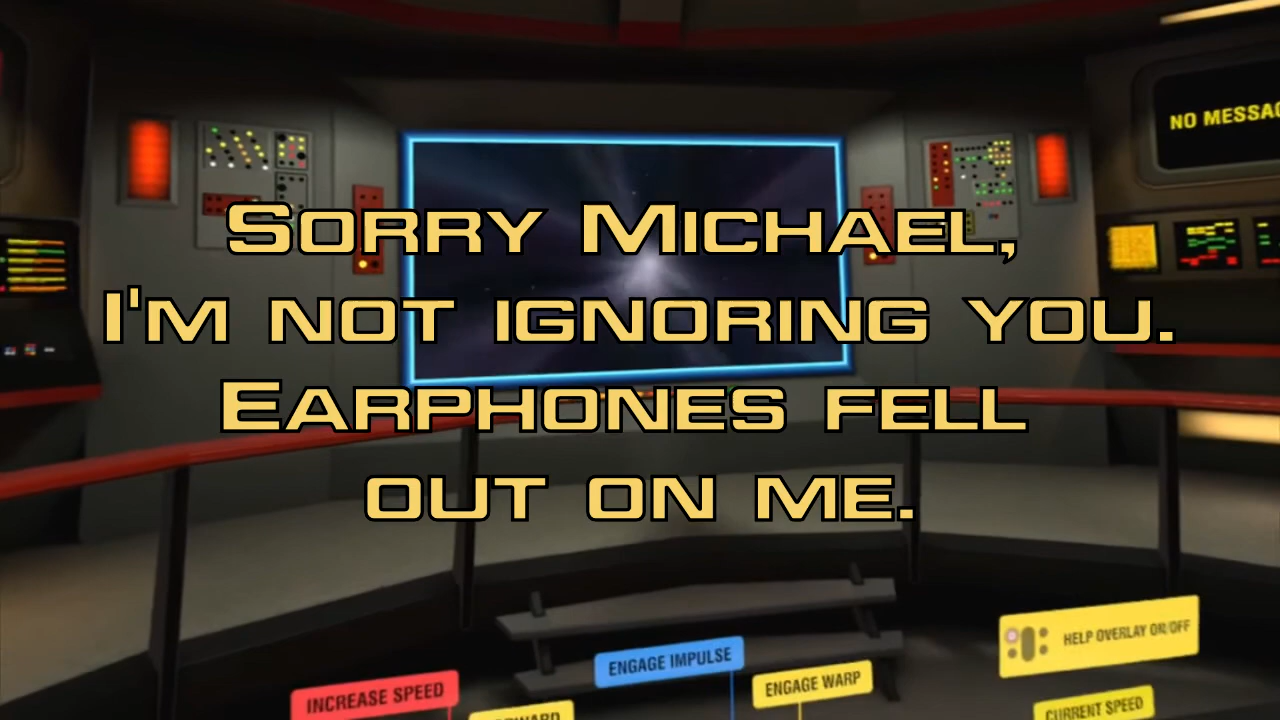 NO MESSAG
Sorry Michael,
I'm not ignoring you.
Earphones fell
out on me.
HELP OVERLAY ON/OFF
ENGAGE IMPULSE
ENGAGE WARP
INCREASE SPEED
CURRENT SPEED